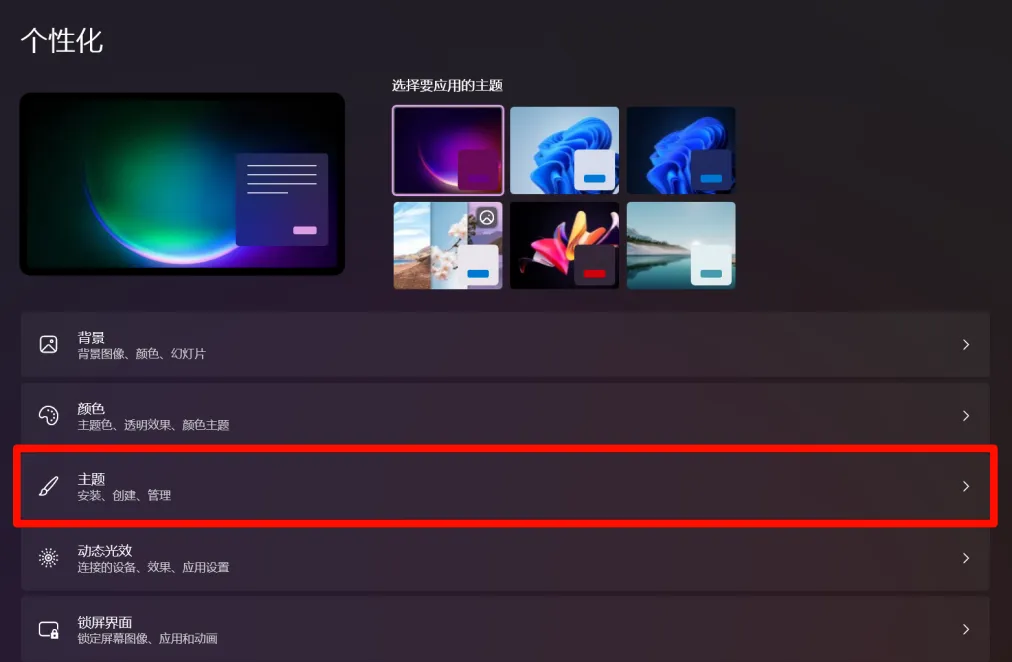 个性化
选择要应用的主题
背景
背景图像、颜色、幻灯片
颜色
主题色、透明效果、颜色主题
主题
安装、创建、管理
动态光效
连接的设备、效果、应用设置
锁屏界面
锁定屏幕图像、应用和动画